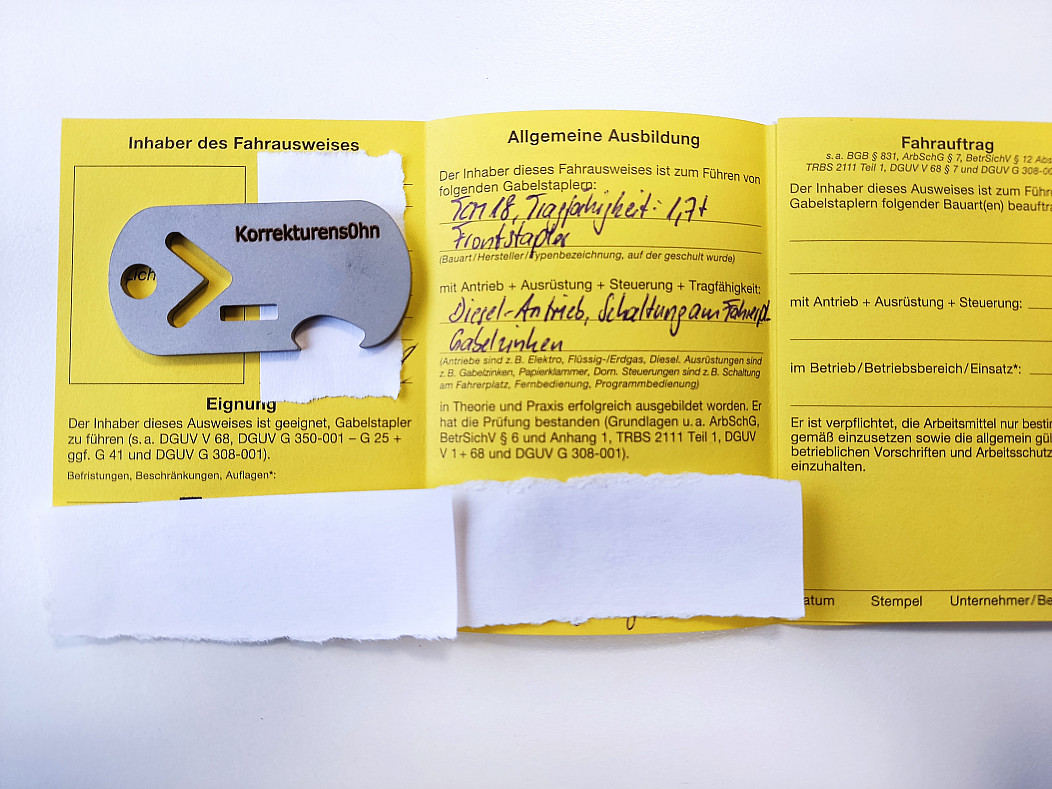 Inhaber des Fahrausweises
KorrekturensOhn
lich
Eignung
Der Inhaber dieses Ausweises ist geeignet, Gabelstapler
zu führen (s. a. DGUV V 68, DGUV G 350-001 – G 25 +
ggf. G 41 und DGUV G 308-001).
Befristungen, Beschränkungen, Auflagen*:
Allgemeine Ausbildung
Der Inhaber dieses Fahrausweises ist zum Führen von
folgenden Gabelstaplern:
Tragfähigkeit: 1,7t
Frontstapler
(Bauart/Hersteller/Typenbezeichnung, auf der geschult wurde)
mit Antrieb + Ausrüstung + Steuerung + Tragfähigkeit:
Diesel-Antrieb, Schaltung am Fahrerpl
Gabelzinken
(Antriebe sind z. B. Elektro, Flüssig-/Erdgas, Diesel. Ausrüstungen sind
z. B. Gabelzinken, Papierklammer, Dorn. Steuerungen sind z. B. Schaltung
am Fahrerplatz, Fernbedienung, Programmbedienung)
in Theorie und Praxis erfolgreich ausgebildet worden. Er
hat die Prüfung bestanden (Grundlagen u. a. ArbSchG,
BetrSichV § 6 und Anhang 1, TRBS 2111 Teil 1, DGUV
V 1 + 68 und DGUV G 308-001).
Fahrauftrag
s. a. BGB § 831, ArbSchG § 7, BetrSichV § 12 Abs
TRBS 2111 Teil 1, DGUV V 68 § 7 und DGUV G 308-00
Der Inhaber dieses Ausweises ist zum Führe
Gabelstaplern folgender Bauart(en) beauftra
mit Antrieb + Ausrüstung + Steuerung:
im Betrieb/Betriebsbereich/Einsatz*:
Er ist verpflichtet, die Arbeitsmittel nur bestim
gemäß einzusetzen sowie die allgemein gül
betrieblichen Vorschriften und Arbeitsschutz
einzuhalten.
atum Stempel Unternehmer/Be